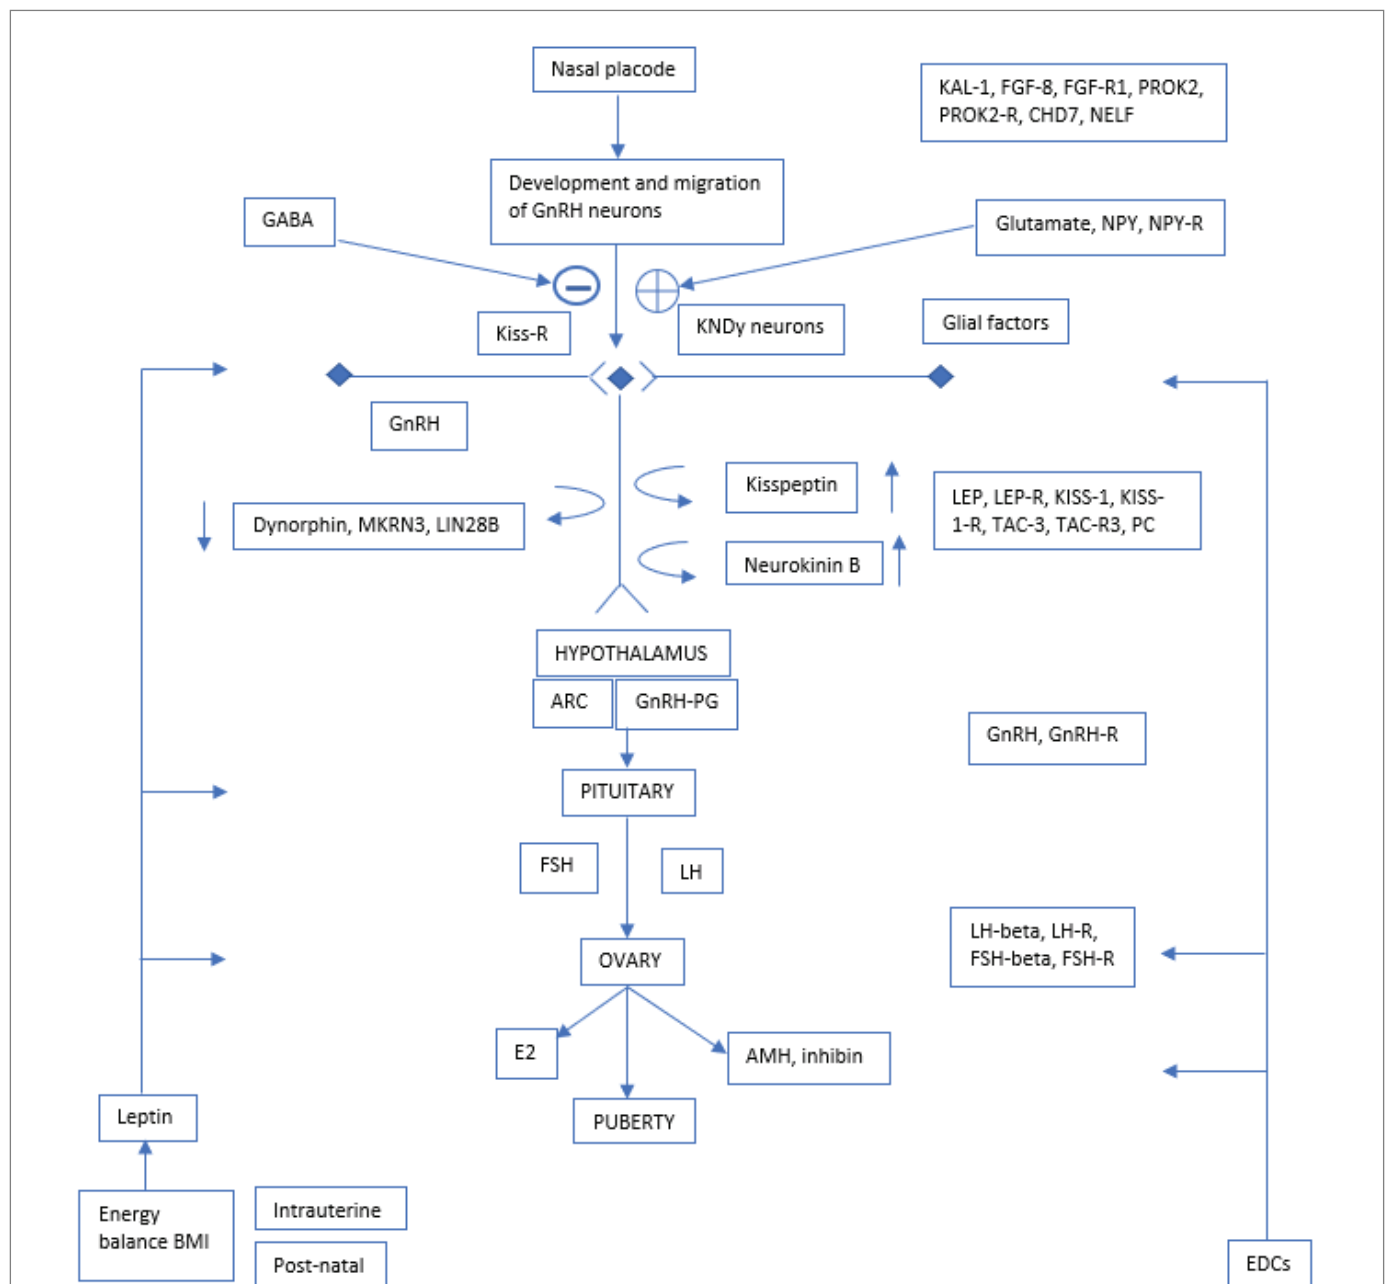 Nasal placode
KAL-1, FGF-8, FGF-R1, PROK2,
PROK2-R, CHD7, NELF
Development and migration
of GnRH neurons
GABA
Glutamate, NPY, NPY-R
Kiss-R
KNDy neurons
Glial factors
GnRH
Kisspeptin
LEP, LEP-R, KISS-1, KISS-
1-R, TAC-3, TAC-R3, PC
Dynorphin, MKRN3, LIN28B
Neurokinin B
HYPOTHALAMUS
ARC
GnRH-PG
GnRH, GnRH-R
PITUITARY
FSH
LH
LH-beta, LH-R,
FSH-beta, FSH-R
OVARY
E2
AMH, inhibin
PUBERTY
Leptin
Energy
balance BMI
Intrauterine
Post-natal
EDCs